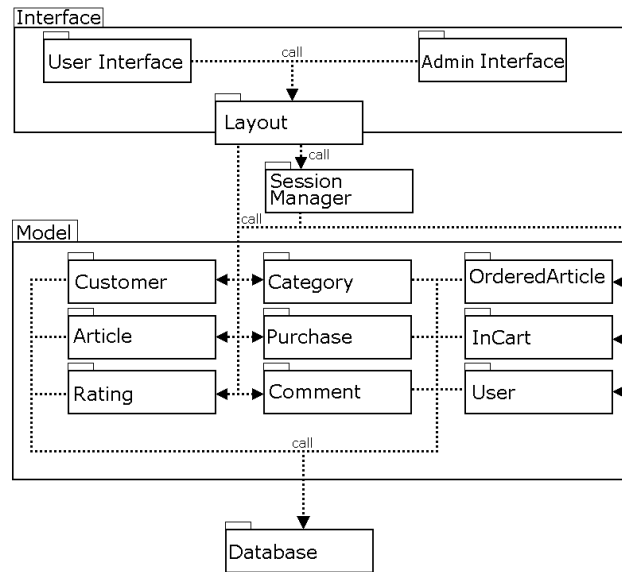 Interface
User Interface
call
Admin Interface
Layout
call
Session
Manager
call
Model
Customer
Category
OrderedArticle
Article
Purchase
InCart
Rating
Comment
User
call
Database